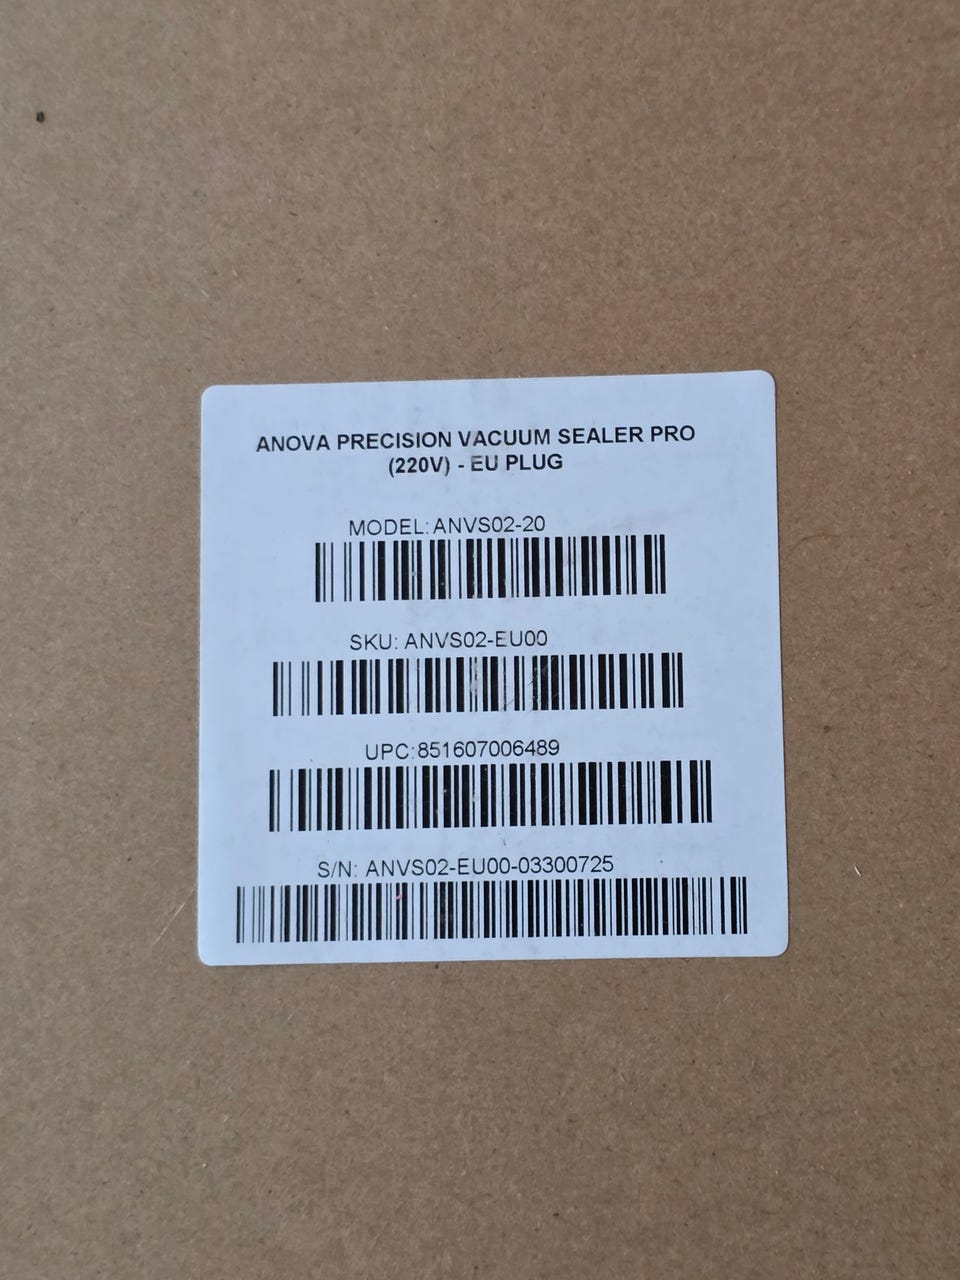 ANOVA PRECISION VACUUM SEALER PRO
(220V) - EU PLUG
MODEL: ANVS02-20
SKU: ANVS02-EU00
UPC: 851607006489
S/N: ANVS02-EU00-03300725